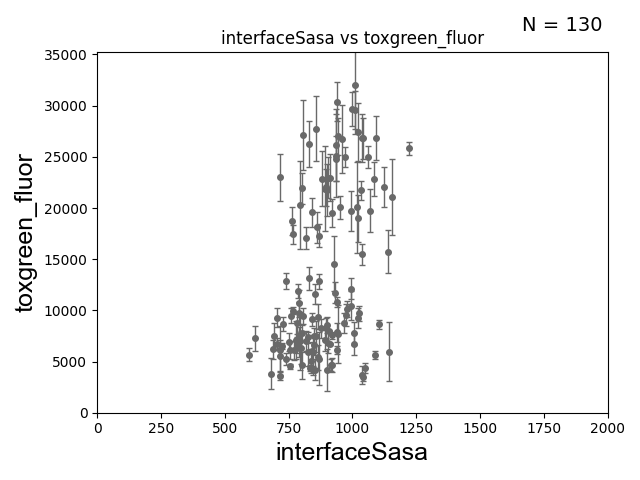 N = 130
interfaceSasa vs toxgreen_fluor
35000
30000
25000
20000
15000
10000
5000
0
toxgreen_fluor
0 250 500 750 1000 1250 1500 1750 2000
interfaceSasa